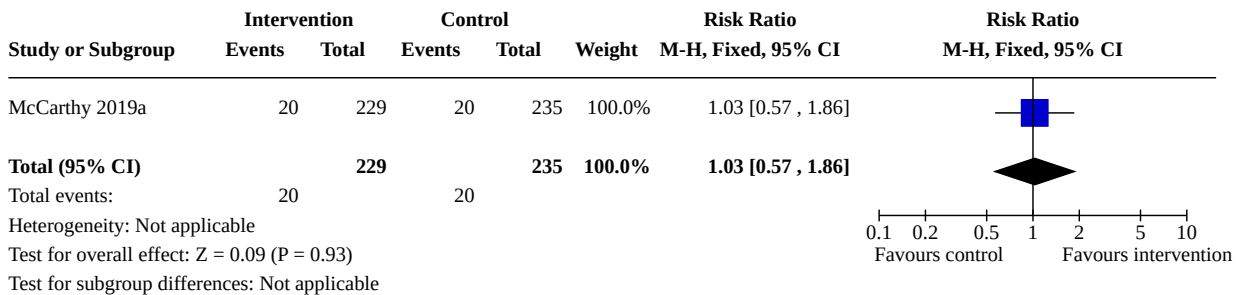 Intervention Control Risk Ratio Risk Ratio
Study or Subgroup Events Total Events Total Weight M-H, Fixed, 95% CI M-H, Fixed, 95% CI
McCarthy 2019a 20 229 20 235 100.0% 1.03 [0.57 , 1.86]
Total (95% CI) 229 235 100.0% 1.03 [0.57 , 1.86]
Total events: 20 20
Heterogeneity: Not applicable
0.1 0.2 0.5 1 2 5 10
Test for overall effect: Z = 0.09 (P = 0.93) Favours control Favours intervention
Test for subgroup differences: Not applicable